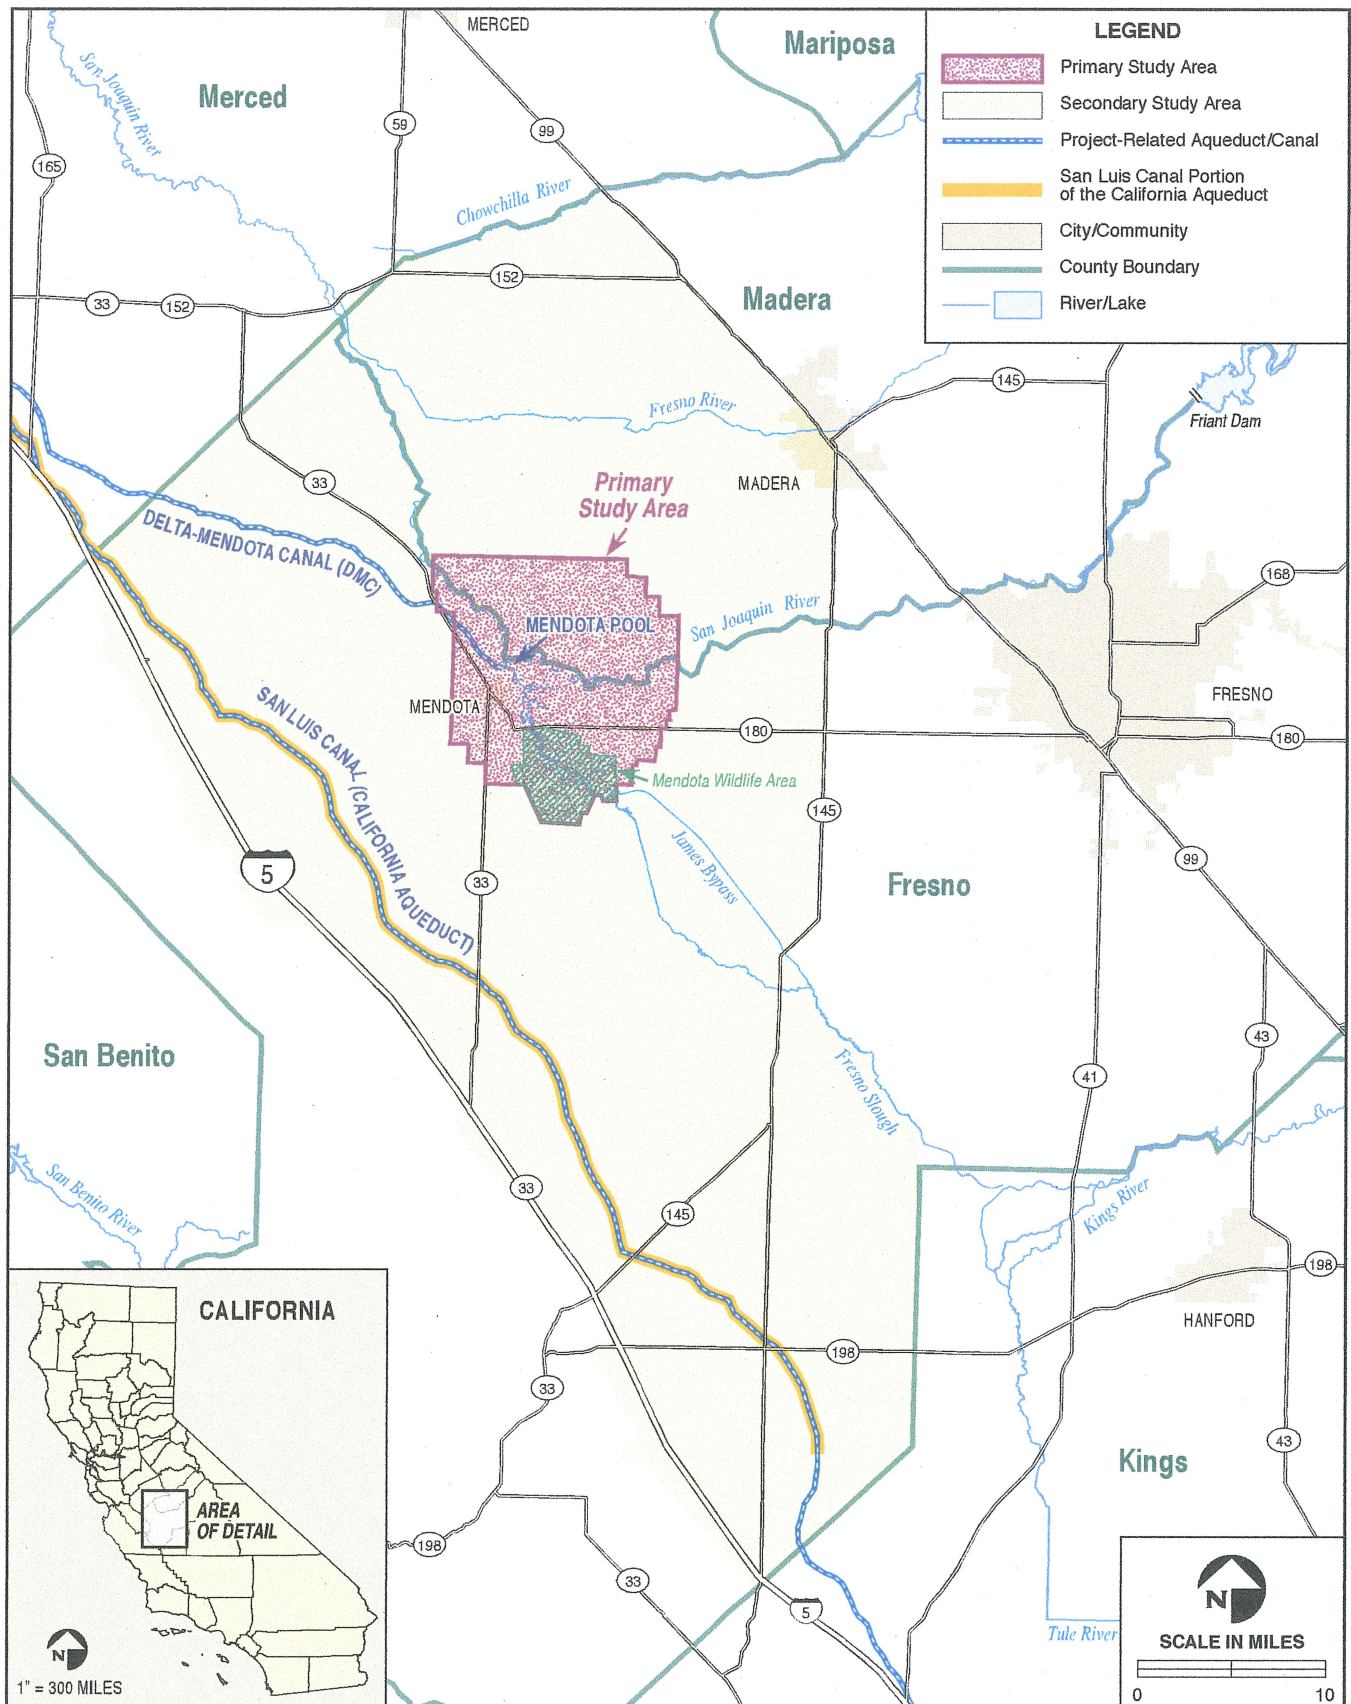 MERCED
Mariposa
Merced
San Joaquin River
59
99
165
Chowchilla River
152
33
152
Madera
LEGEND
Primary Study Area
Secondary Study Area
Project-Related Aqueduct/Canal
San Luis Canal Portion
of the California Aqueduct
City/Community
County Boundary
River/Lake
145
Friant Dam
Fresno River
33
MADERA
Primary
Study Area
DELTA-MENDOTA CANAL (DMC)
168
San Joaquin River
MENDOTA POOL
MENDOTA
FRESNO
180
180
SAN LUIS CANAL (CALIFORNIA AQUEDUCT)
Mendota Wildlife Area
145
James Bypass
99
5
33
Fresno
San Benito
43
Fresno Slough
41
San Benito River
33
145
Kings River
198
HANFORD
198
33
43
Kings
198
33
5
Tule River
CALIFORNIA
AREA
OF DETAIL
N
1" = 300 MILES
N
SCALE IN MILES
0
10